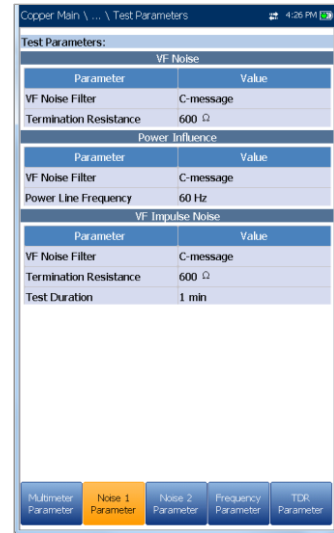 Copper Main \ ... \ Test Parameters 4:26 PM
Test Parameters:
VF Noise
Parameter Value
VF Noise Filter C-message
Termination Resistance 600 Ω
Power Influence
Parameter Value
VF Noise Filter C-message
Power Line Frequency 60 Hz
VF Impulse Noise
Parameter Value
VF Noise Filter C-message
Termination Resistance 600 Ω
Test Duration 1 min
Multimeter Parameter
Noise 1 Parameter
Noise 2 Parameter
Frequency Parameter
TDR Parameter